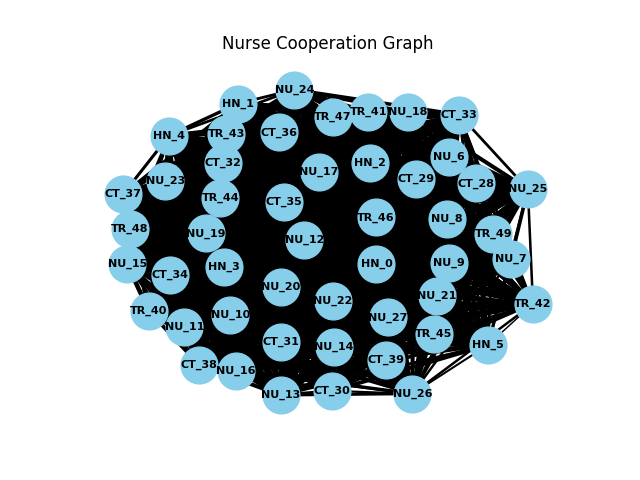 Nurse Cooperation Graph
NU_24
HN_1
TR_41
NU_18
CT_33
TR_47
CT_36
TR_43
HN_4
NU_6
HN_2
CT_32
NU_17
CT_29
NU_23
CT_28
NU_25
CT_37
TR_44
CT_35
TR_46
NU_8
TR_48
NU_19
TR_49
NU_12
NU_7
NU_15
HN_3
HN_0
NU_9
CT_34
NU_20
NU_21
NU_22
TR_42
TR_40
NU_10
NU_27
NU_11
TR_45
CT_31
NU_14
HN_5
CT_39
CT_38
NU_16
CT_30
NU_13
NU_26